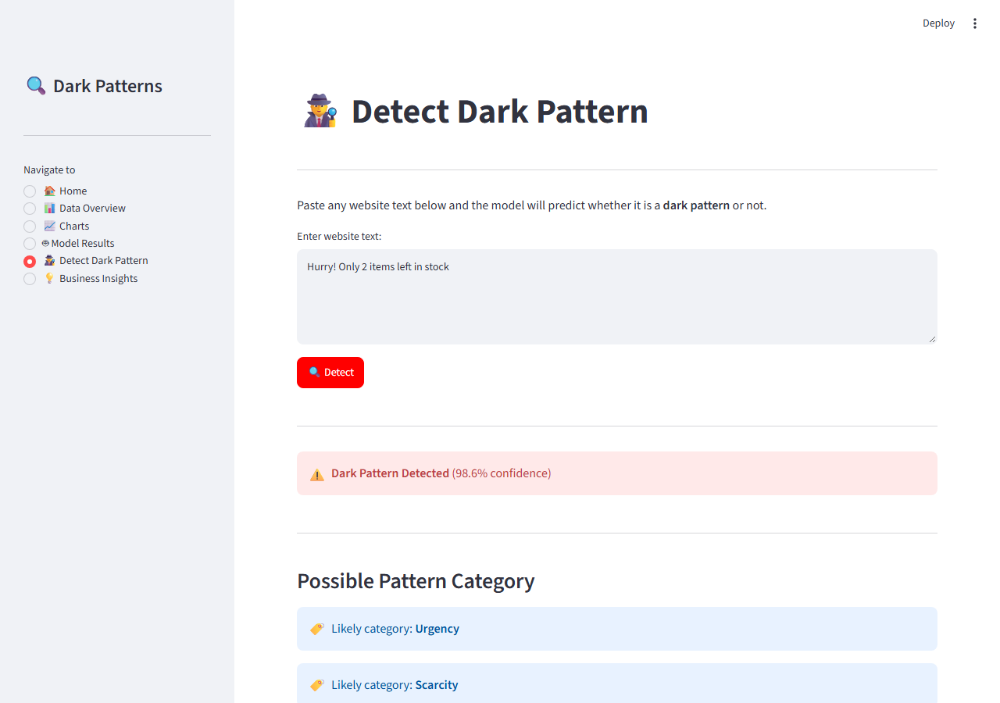 Deploy
🔍 Dark Patterns
Navigate to
🏠 Home
📊 Data Overview
📈 Charts
Model Results
🕵️ Detect Dark Pattern
💡 Business Insights
🕵️ Detect Dark Pattern
Paste any website text below and the model will predict whether it is a dark pattern or not.
Enter website text:
Hurry! Only 2 items left in stock
🔍 Detect
⚠️ Dark Pattern Detected (98.6% confidence)
Possible Pattern Category
🏷️ Likely category: Urgency
🏷️ Likely category: Scarcity